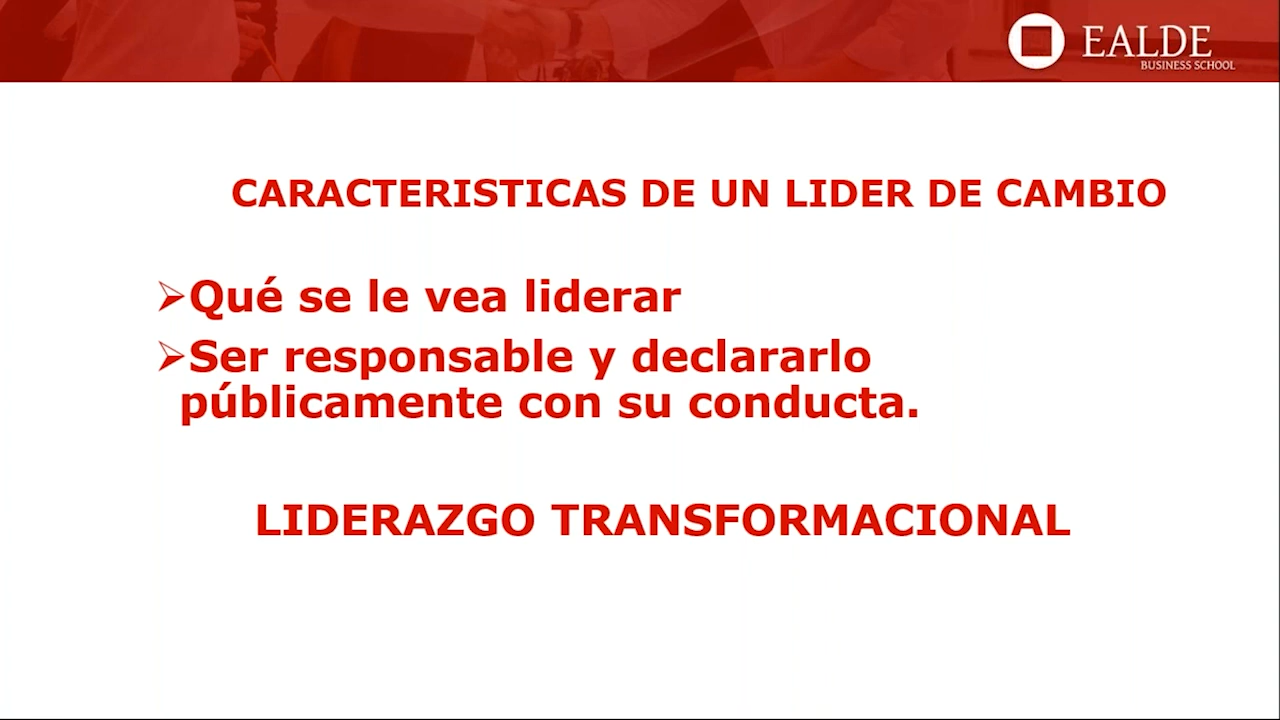 EALDE
BUSINESS SCHOOL
CARACTERISTICAS DE UN LIDER DE CAMBIO
➢Qué se le vea liderar
➢Ser responsable y declararlo
públicamente con su conducta.
LIDERAZGO TRANSFORMACIONAL